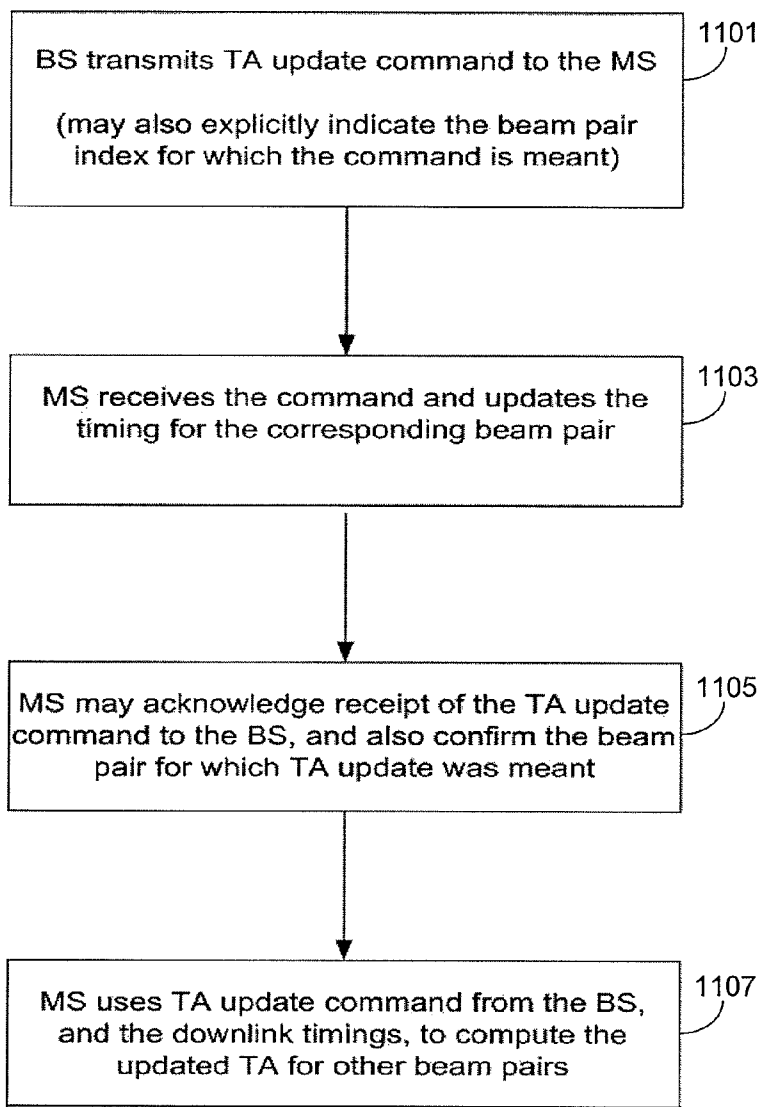 BS transmits TA update command to the MS
(may also explicitly indicate the beam pair
index for which the command is meant)
1101
MS receives the command and updates the
timing for the corresponding beam pair
1103
MS may acknowledge receipt of the TA update
command to the BS, and also confirm the beam
pair for which TA update was meant
1105
MS uses TA update command from the BS,
and the downlink timings, to compute the
updated TA for other beam pairs
1107